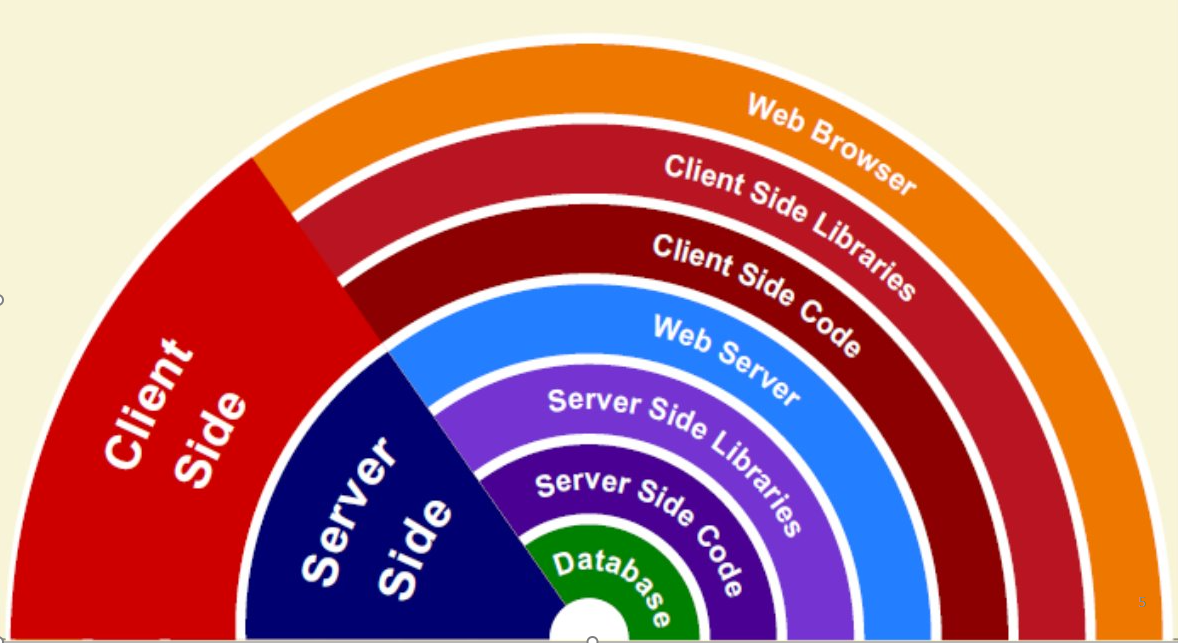 Web Browser
Client Side Libraries
Client Side Code
Web Server
Server Side Libraries
Server Side Code
Database
Client
Side
Server
Side
5